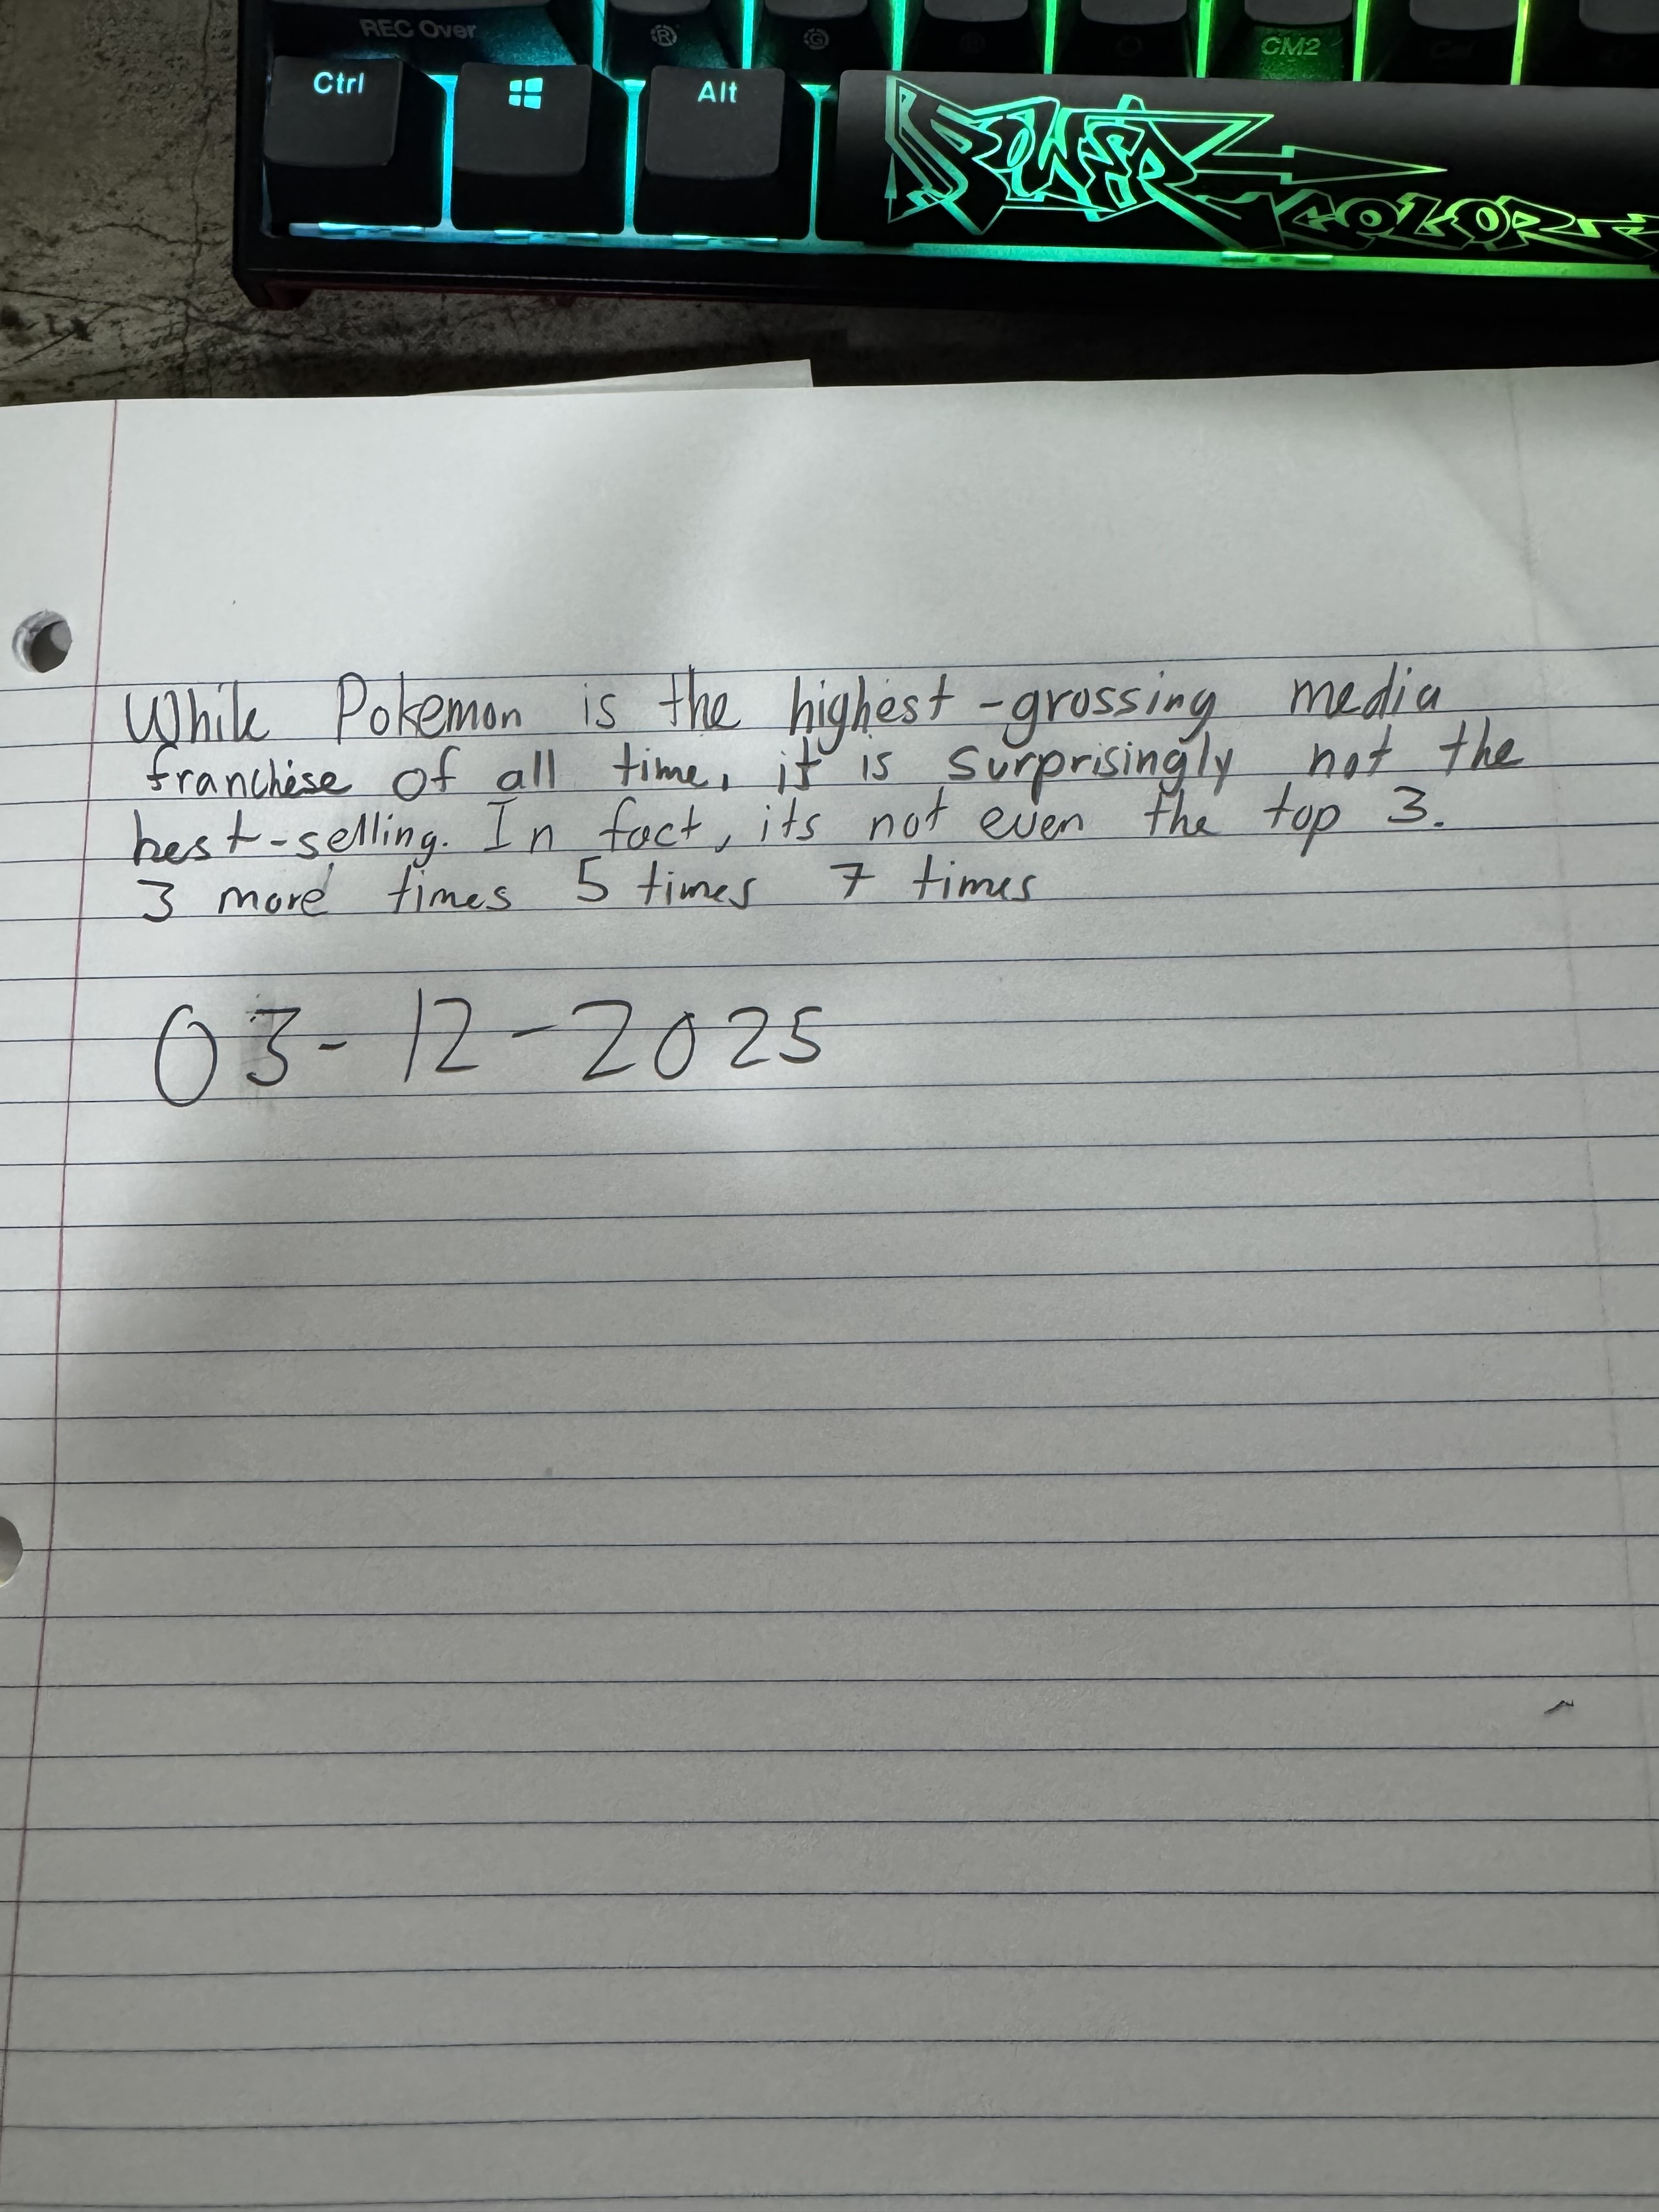 REC Over
CM2
Ctrl
Alt
POWER
COLOR
While Pokemon is the highest-grossing media
franchise of all time, it is surprisingly not the
best-selling. In fact, its not even the top 3.
3 more times 5 times 7 times
03-12-2025